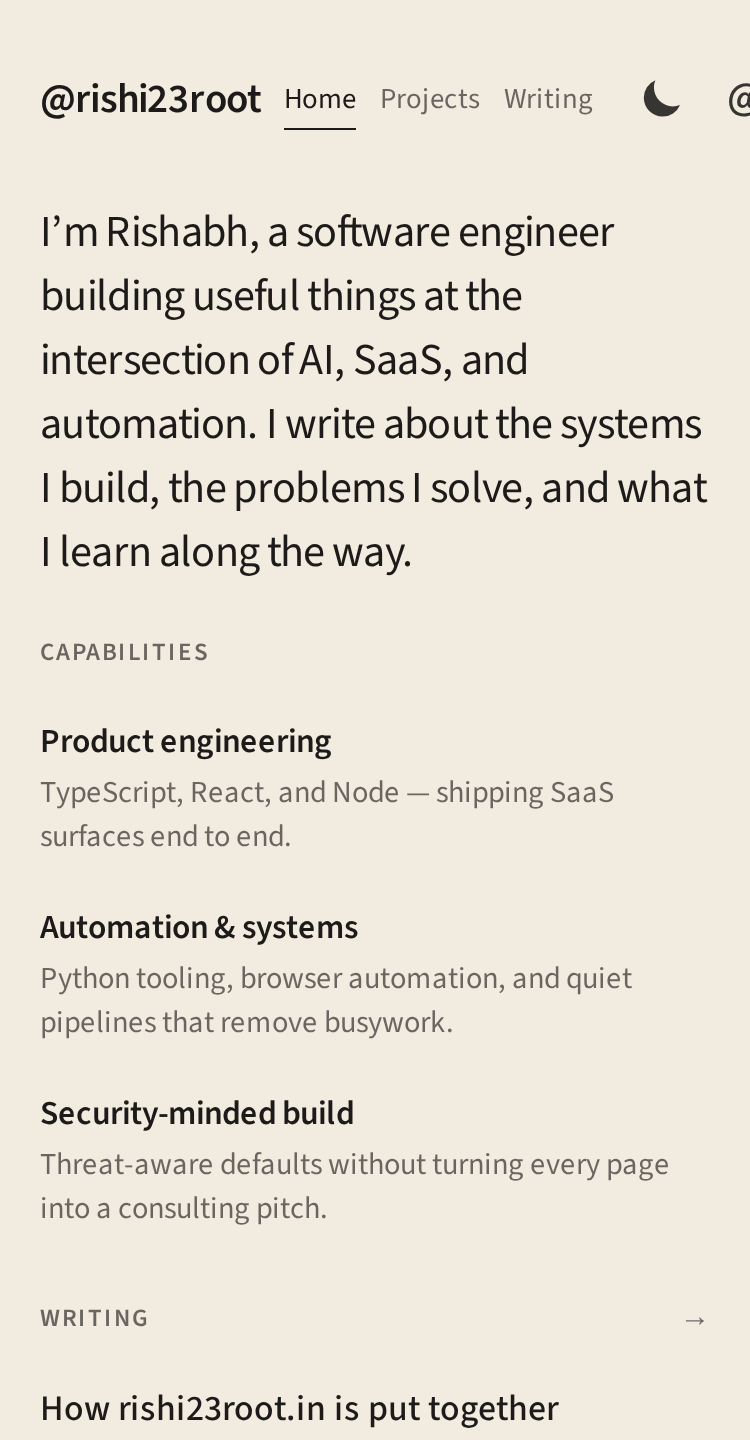 @rishi23root Home Projects Writing @
I’m Rishabh, a software engineer
building useful things at the
intersection of AI, SaaS, and
automation. I write about the systems
I build, the problems I solve, and what
I learn along the way.
CAPABILITIES
Product engineering
TypeScript, React, and Node — shipping SaaS
surfaces end to end.
Automation & systems
Python tooling, browser automation, and quiet
pipelines that remove busywork.
Security-minded build
Threat-aware defaults without turning every page
into a consulting pitch.
WRITING →
How rishi23root.in is put together